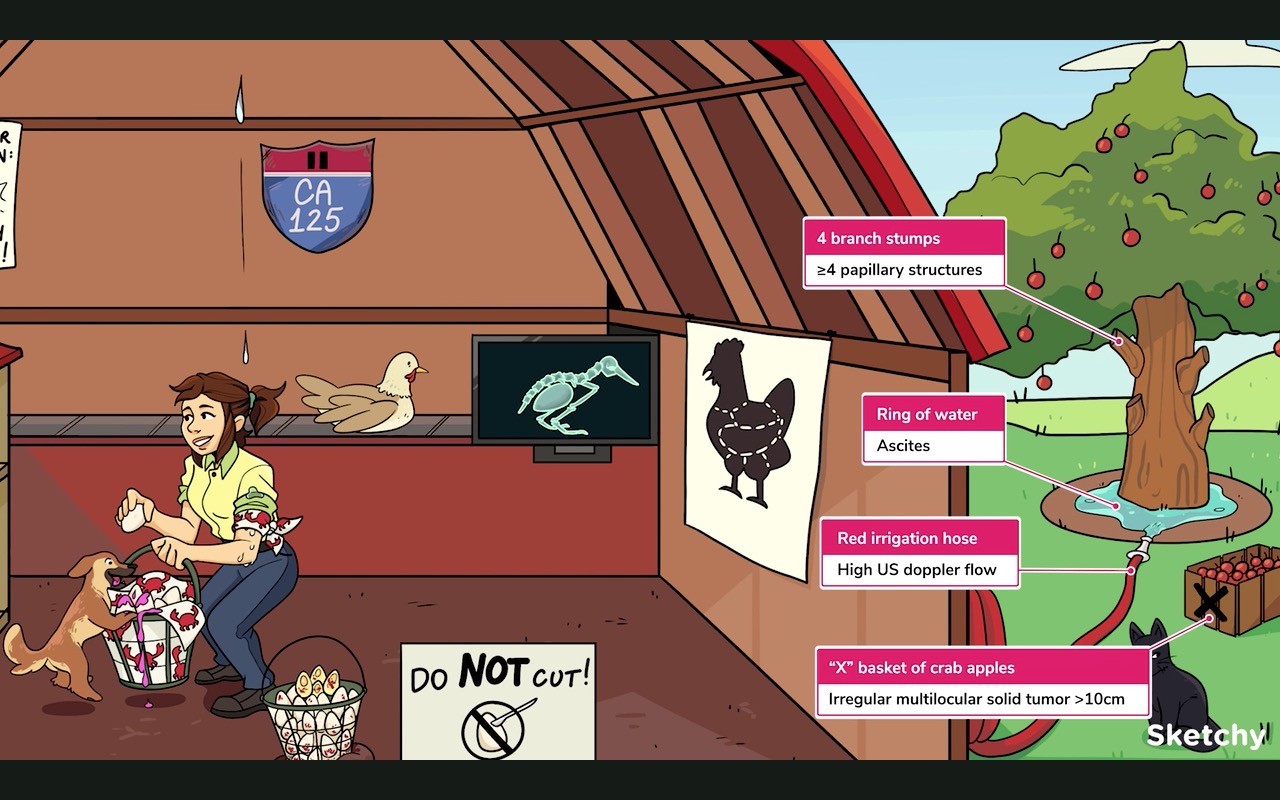 R
N:
!
CA
125
4 branch stumps
≥4 papillary structures
Ring of water
Ascites
Red irrigation hose
High US doppler flow
"X" basket of crab apples
Irregular multilocular solid tumor >10cm
DO NOT CUT!
X
Sketchy